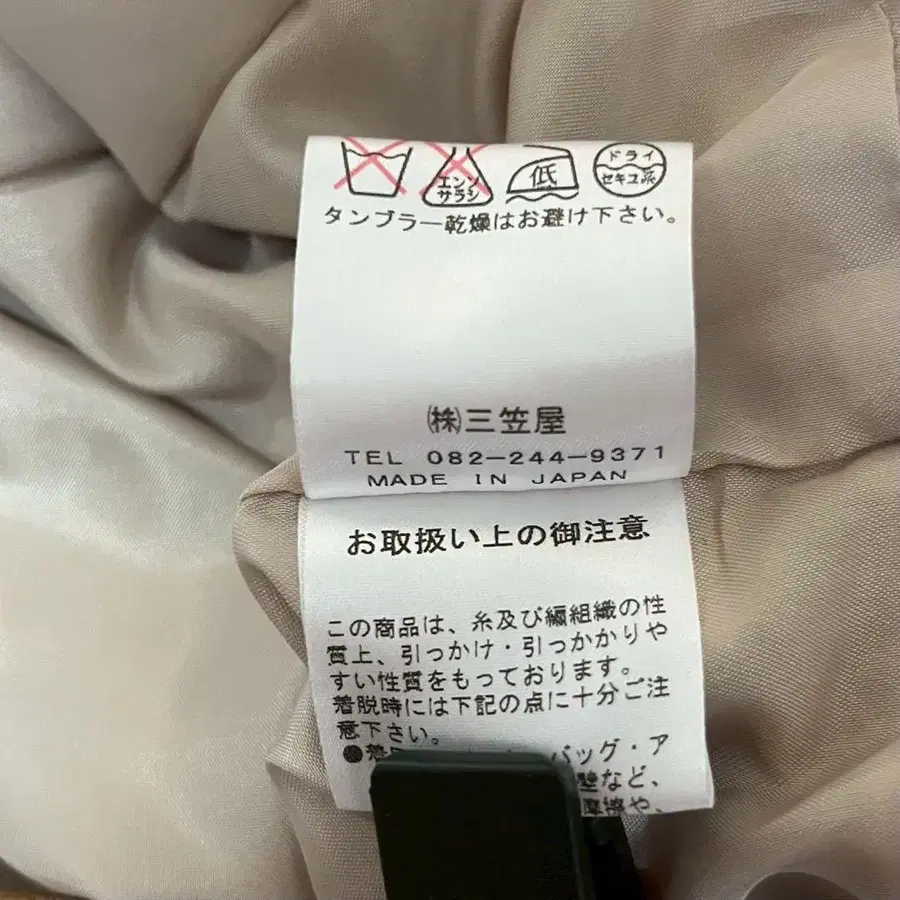 エンソ
サラシ
低
ドライ
セキユ系
タンブラー乾燥はお避け下さい。
㈱三笠屋
TEL 082-244-9371
MADE IN JAPAN
お取扱い上の御注意
この商品は、糸及び編組織の性
質上、引っかけ・引っかかりや
すい性質をもっております。
着脱時には下記の点に十分ご注
意下さい。
●着
バッグ・ア
壁など、
摩擦や、